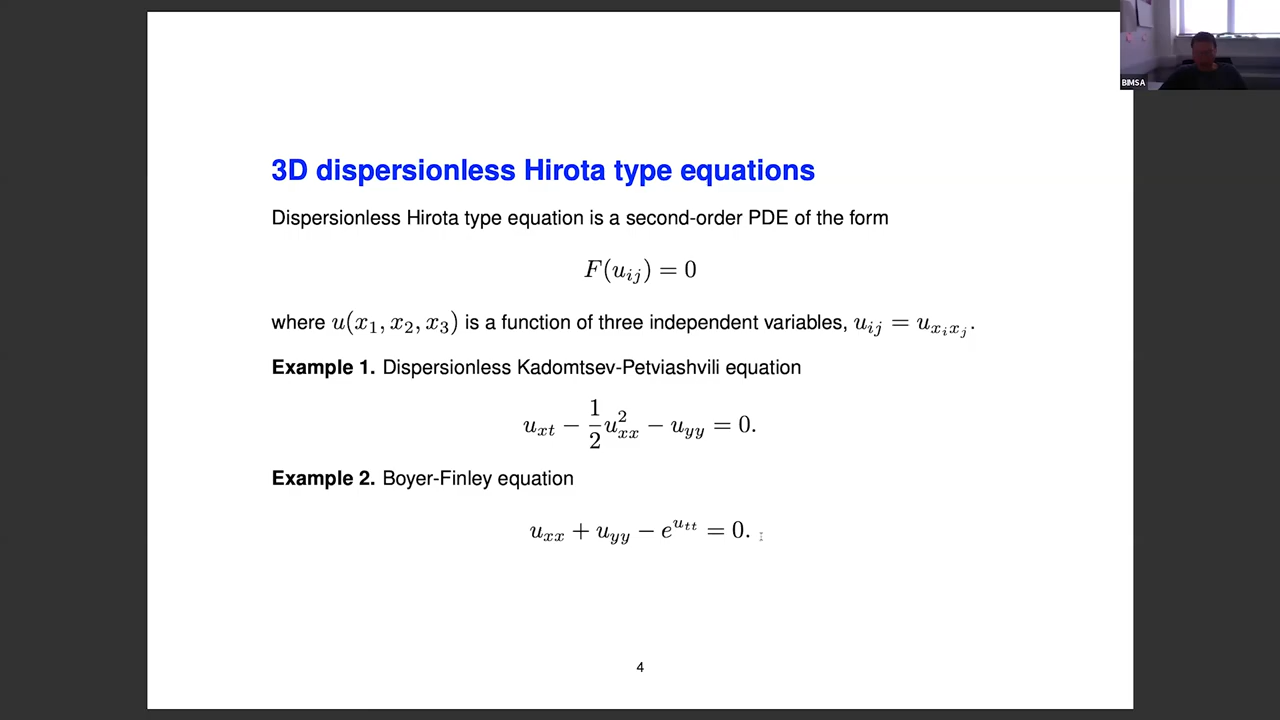 BIMSA
3D dispersionless Hirota type equations
Dispersionless Hirota type equation is a second-order PDE of the form
F(u_{ij}) = 0
where u(x_1, x_2, x_3) is a function of three independent variables, u_{ij} = u_{x_i x_j}.
Example 1. Dispersionless Kadomtsev-Petviashvili equation
u_{xt} − \frac{1}{2}u_{xx}^2 − u_{yy} = 0.
Example 2. Boyer-Finley equation
u_{xx} + u_{yy} − e^{u_{tt}} = 0.
4